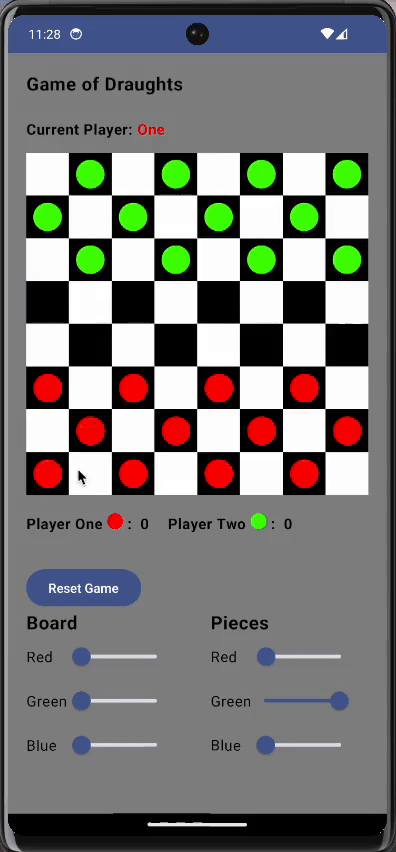 11:28
Game of Draughts
Current Player: One
Player One : 0 Player Two : 0
Reset Game
Board Pieces
Red Red
Green Green
Blue Blue